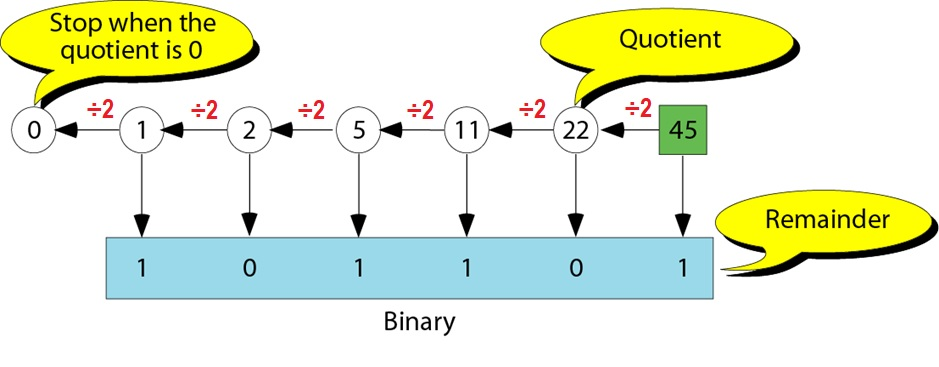 Stop when the
quotient is 0
Quotient
÷2 ÷2 ÷2 ÷2 ÷2 ÷2
0 1 2 5 11 22 45
Remainder
1 0 1 1 0 1
Binary